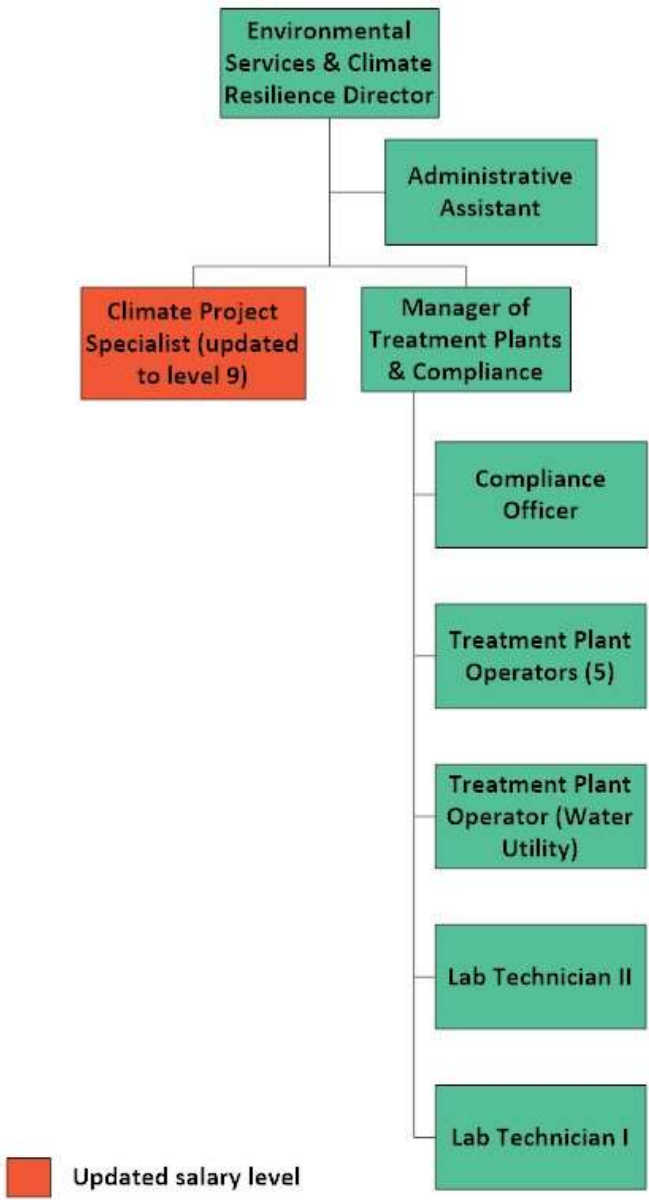 Environmental
Services & Climate
Resilience Director
Administrative
Assistant
Climate Project
Specialist (updated
to level 9)
Manager of
Treatment Plants
& Compliance
Compliance
Officer
Treatment Plant
Operators (5)
Treatment Plant
Operator (Water
Utility)
Lab Technician II
Lab Technician I
Updated salary level